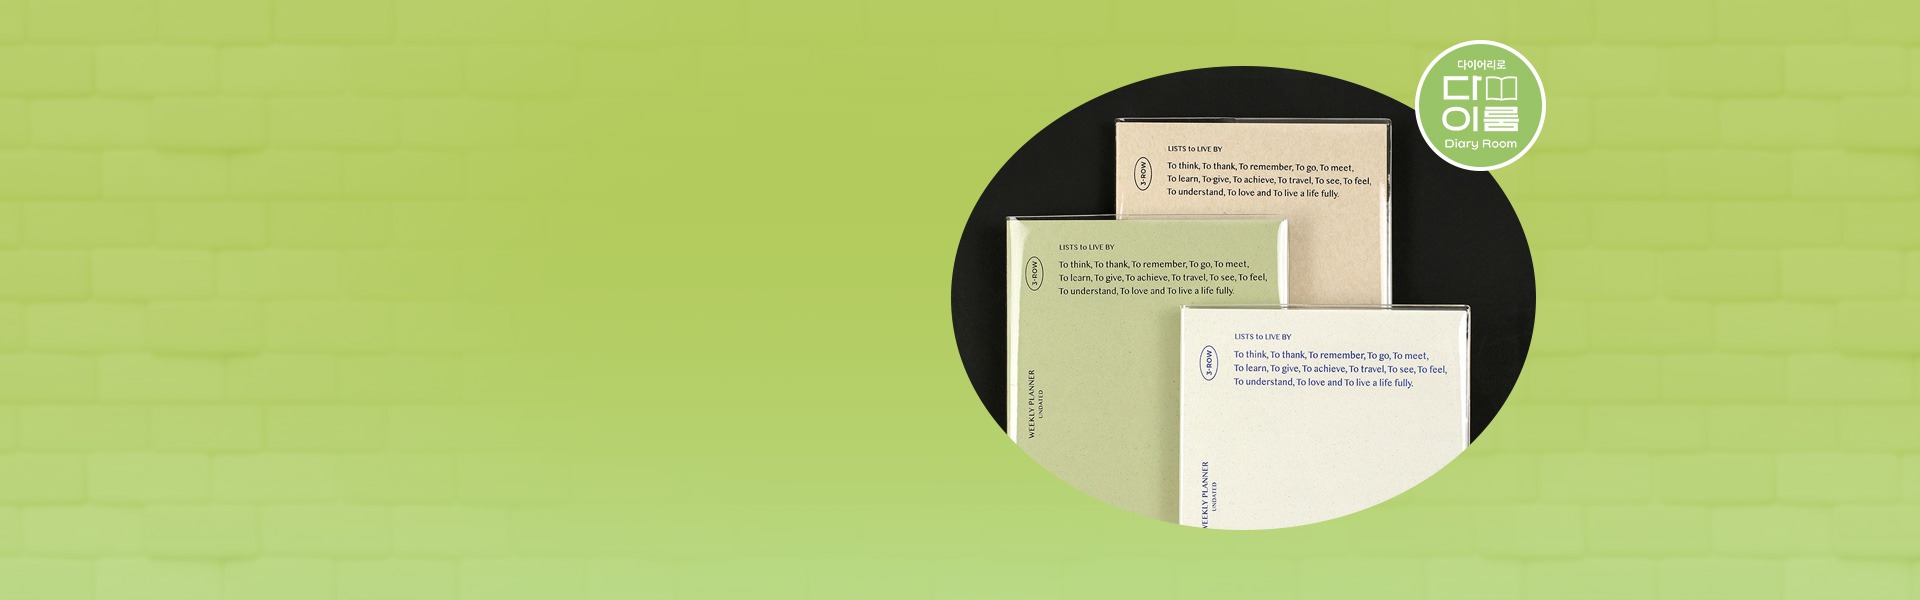 다이어리로
다
이룸
Diary Room
LISTS to LIVE BY
3-ROW
To think, To thank, To remember, To go, To meet,
To learn, To give, To achieve, To travel, To see, To feel,
To understand, To love and To live a life fully.
LISTS to LIVE BY
3-ROW
To think, To thank, To remember, To go, To meet,
To learn, To give, To achieve, To travel, To see, To feel,
To understand, To love and To live a life fully.
WEEKLY PLANNER
UNDATED
LISTS to LIVE BY
3-ROW
To think, To thank, To remember, To go, To meet,
To learn, To give, To achieve, To travel, To see, To feel,
To understand, To love and To live a life fully.
WEEKLY PLANNER
UNDATED